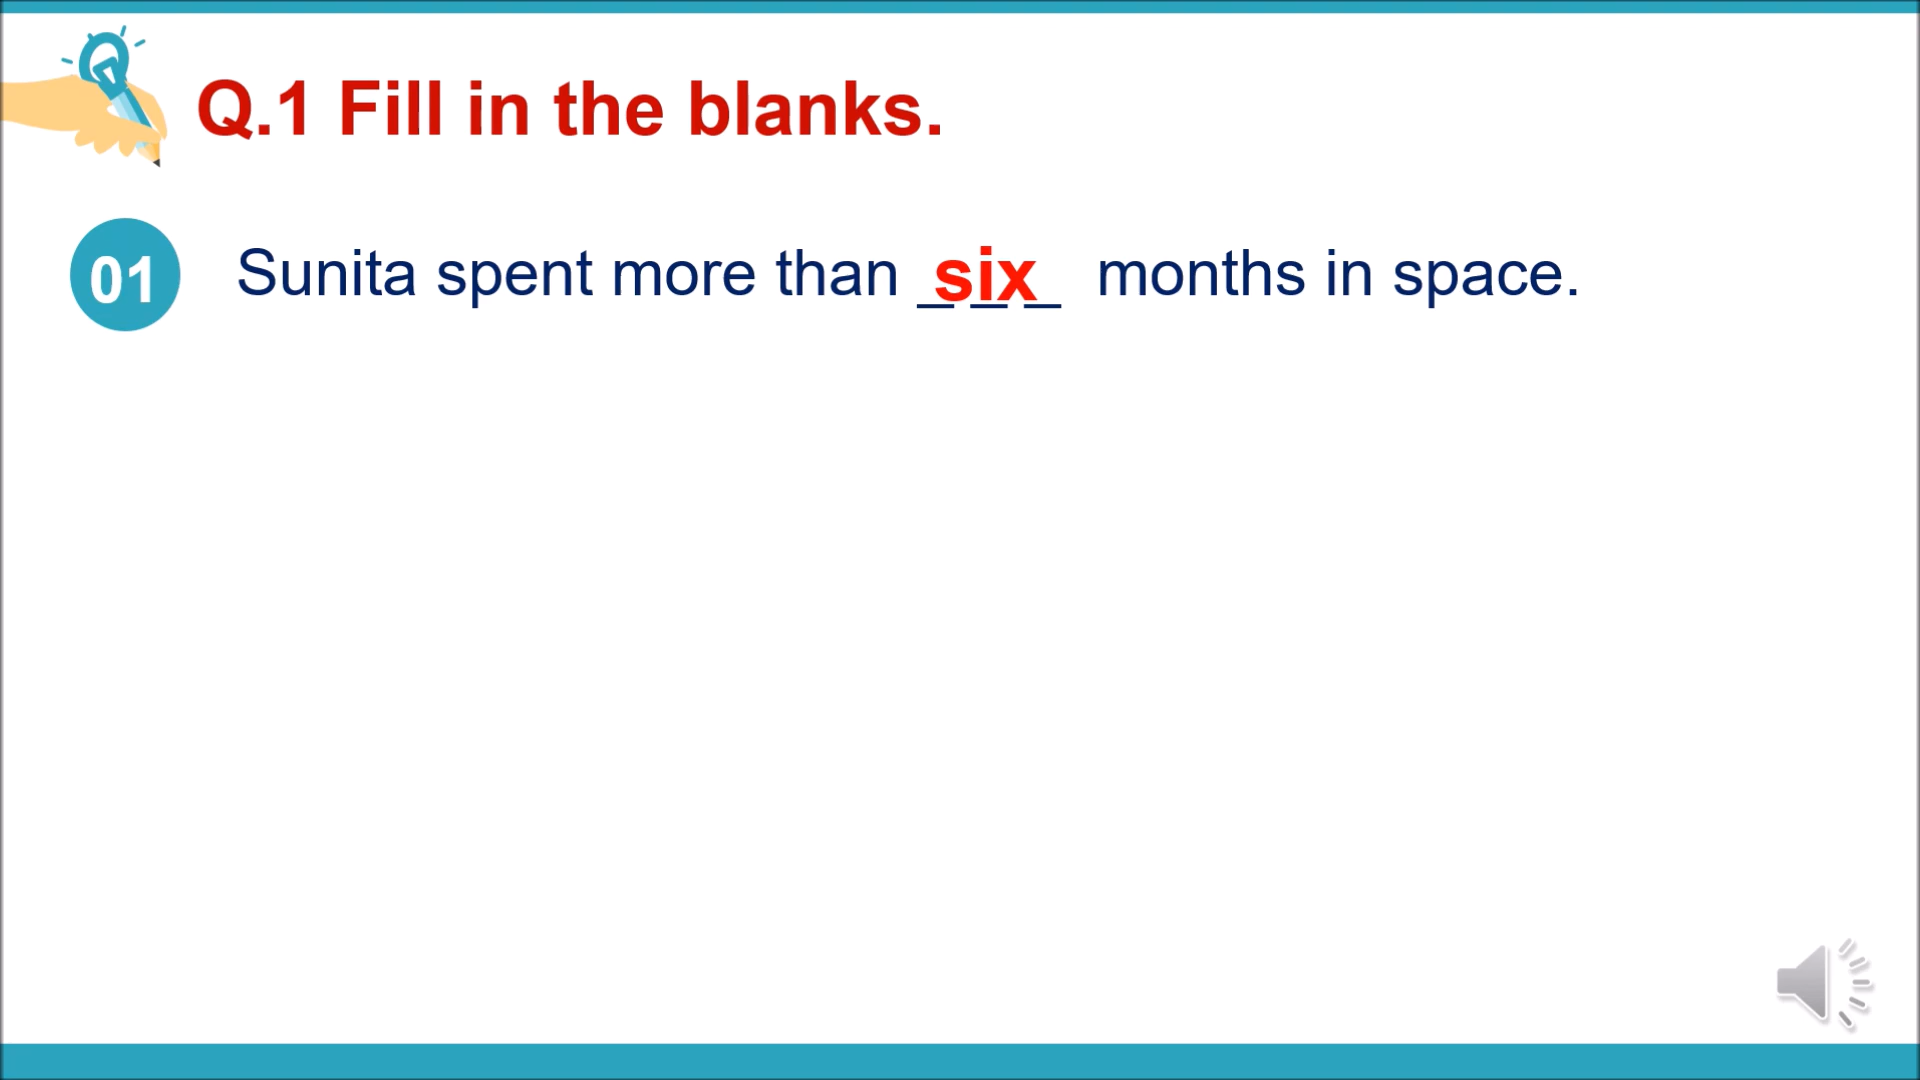 Q.1 Fill in the blanks.
01 Sunita spent more than _six_ months in space.